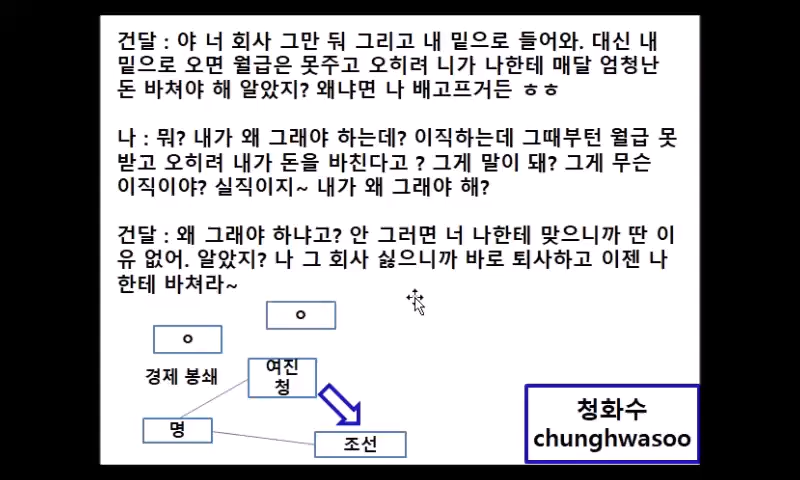 건달 : 야 너 회사 그만 둬 그리고 내 밑으로 들어와. 대신 내
밑으로 오면 월급은 못주고 오히려 니가 나한테 매달 엄청난
돈 바쳐야 해 알았지? 왜냐면 나 배고프거든 ㅎㅎ
나 : 뭐? 내가 왜 그래야 하는데? 이직하는데 그때부턴 월급 못
받고 오히려 내가 돈을 바친다고 ? 그게 말이 돼? 그게 무슨
이직이야? 실직이지~ 내가 왜 그래야 해?
건달 : 왜 그래야 하냐고? 안 그러면 너 나한테 맞으니까 딴 이
유 없어. 알았지? 나 그 회사 싫으니까 바로 퇴사하고 이젠 나
한테 바쳐라~
ㅇ
ㅇ
경제 봉쇄
여진
청
명
조선
청화수
chunghwasoo